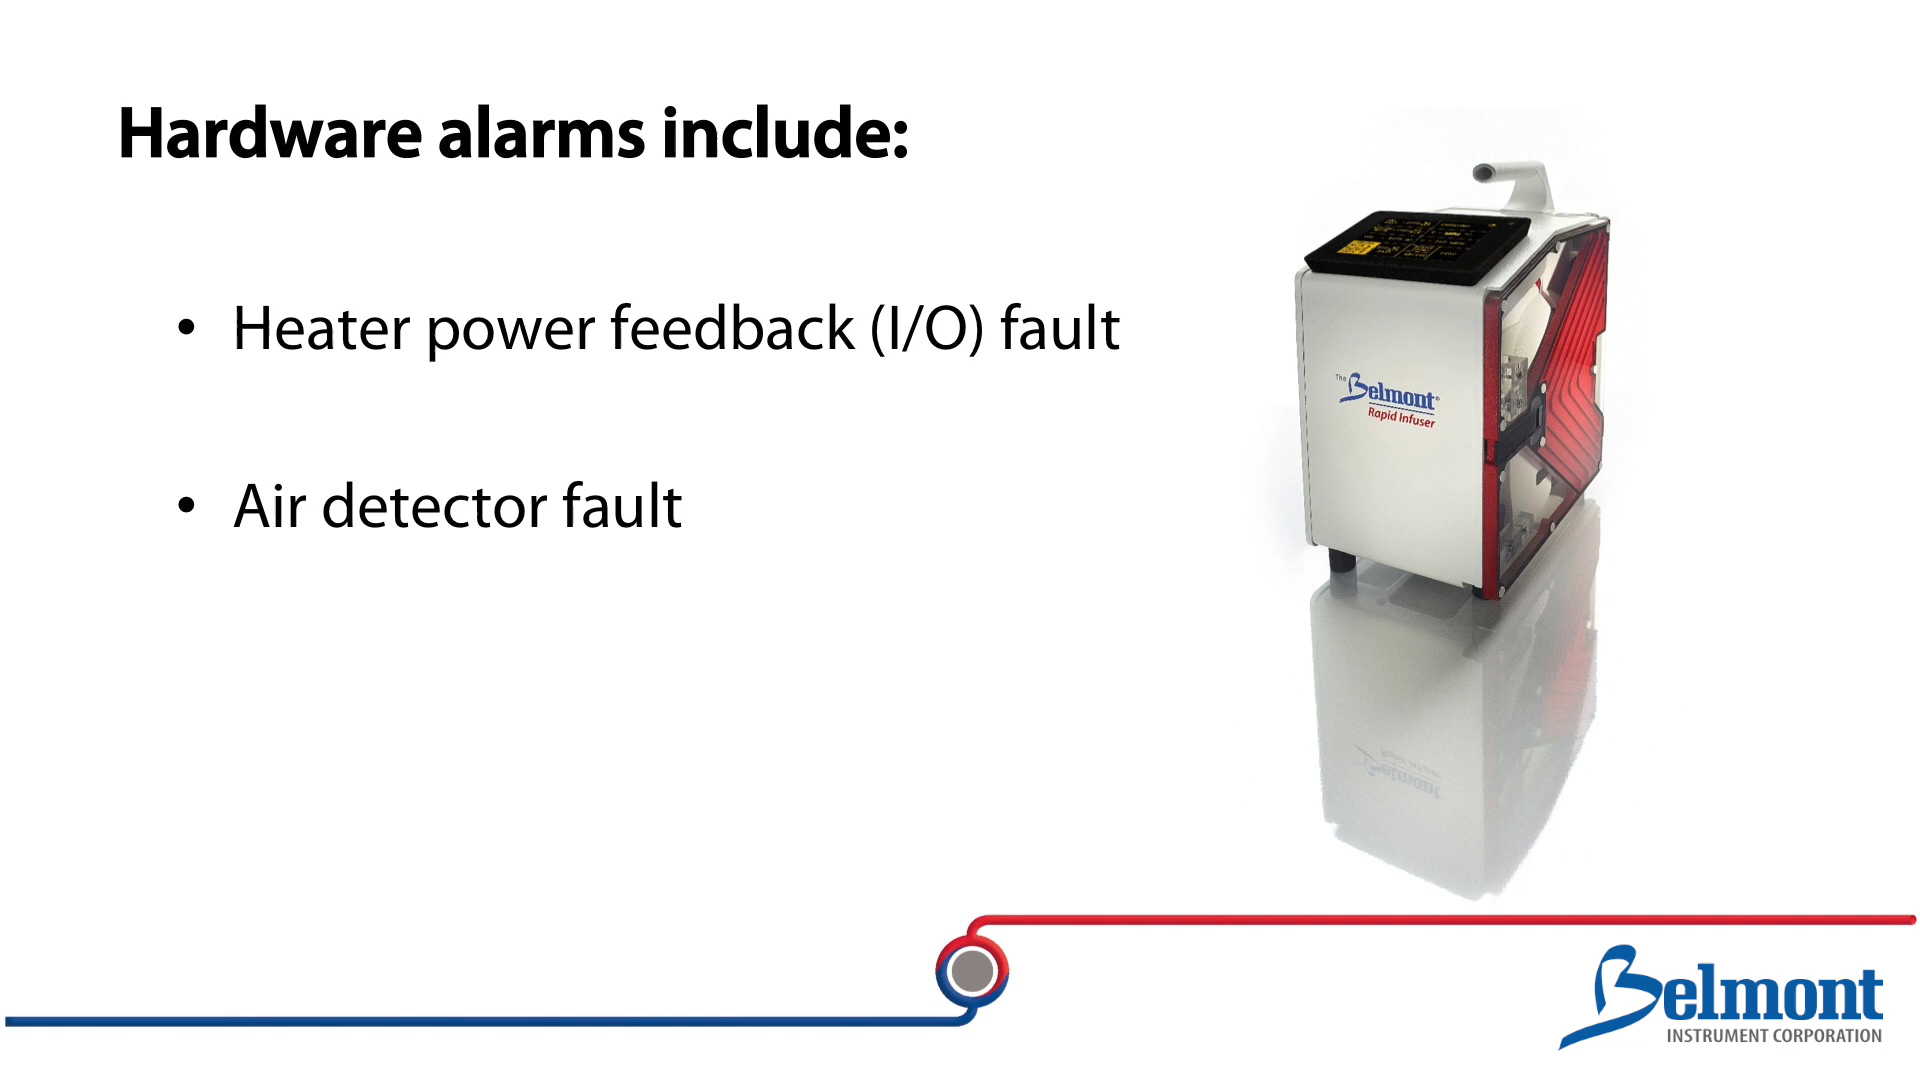 Hardware alarms include:
• Heater power feedback (I/O) fault
• Air detector fault
The Belmont®
Rapid Infuser
Belmont
INSTRUMENT CORPORATION